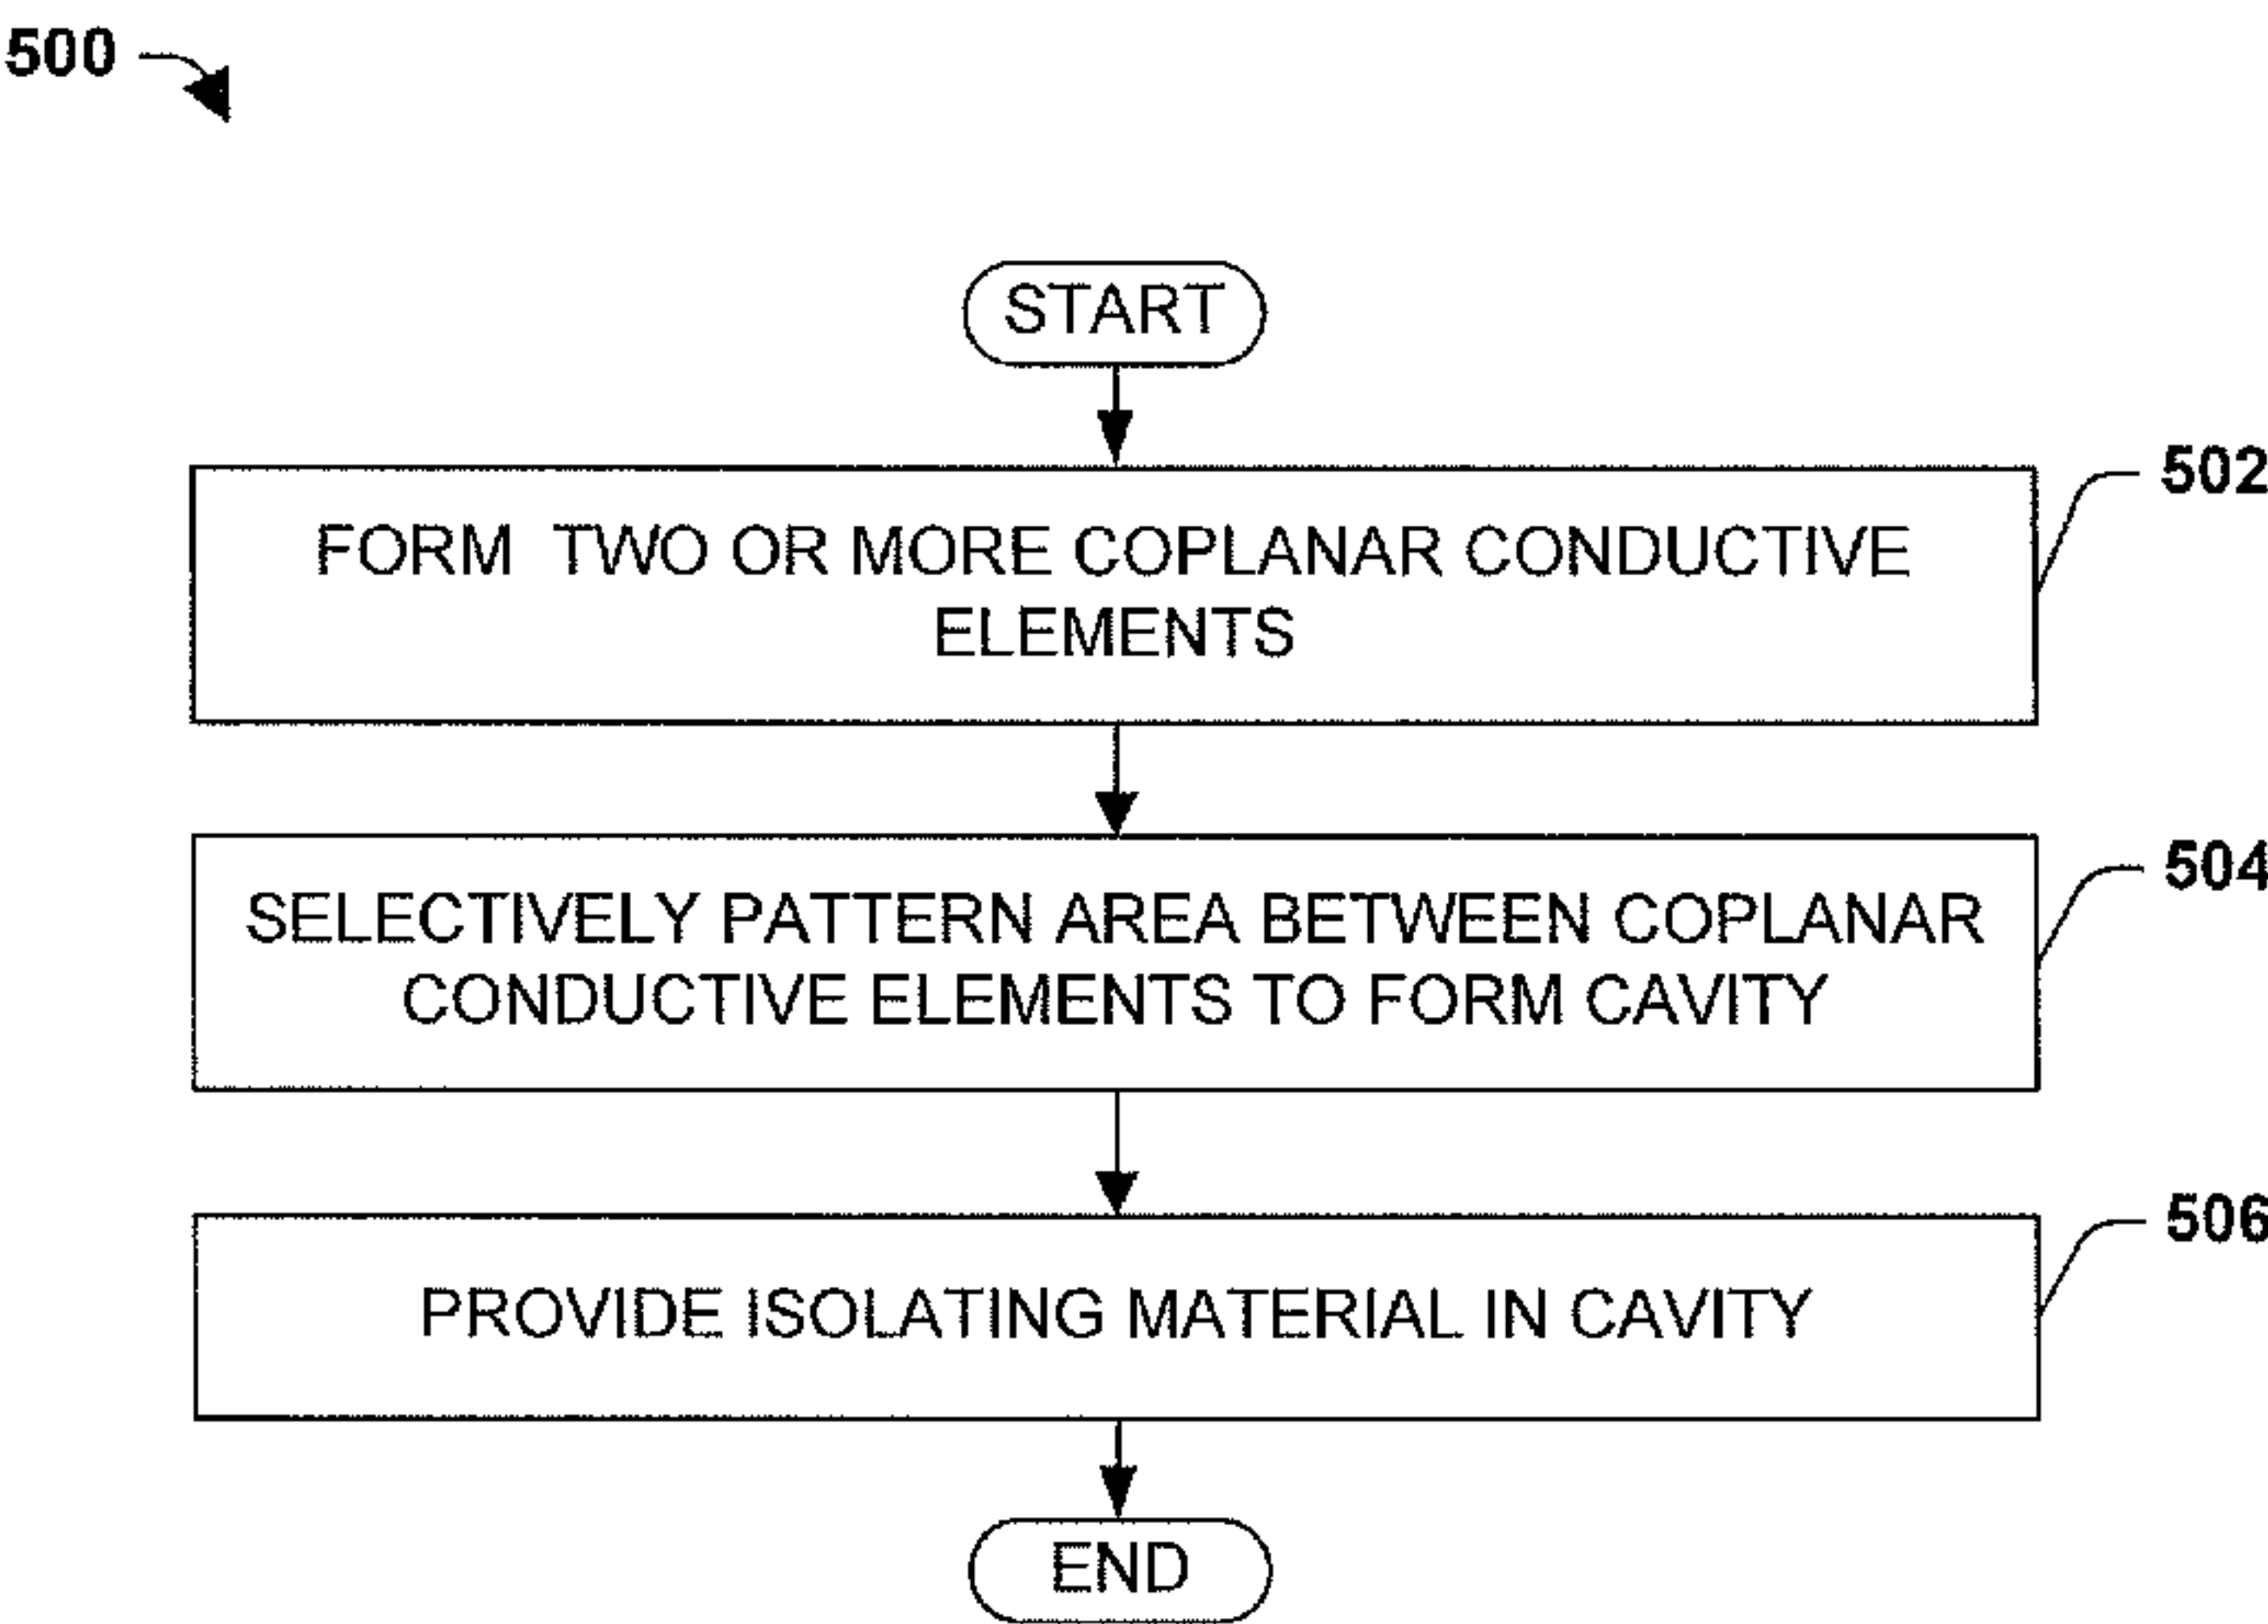 500
START
FORM TWO OR MORE COPLANAR CONDUCTIVE
ELEMENTS
502
SELECTIVELY PATTERN AREA BETWEEN COPLANAR
CONDUCTIVE ELEMENTS TO FORM CAVITY
504
PROVIDE ISOLATING MATERIAL IN CAVITY
506
END